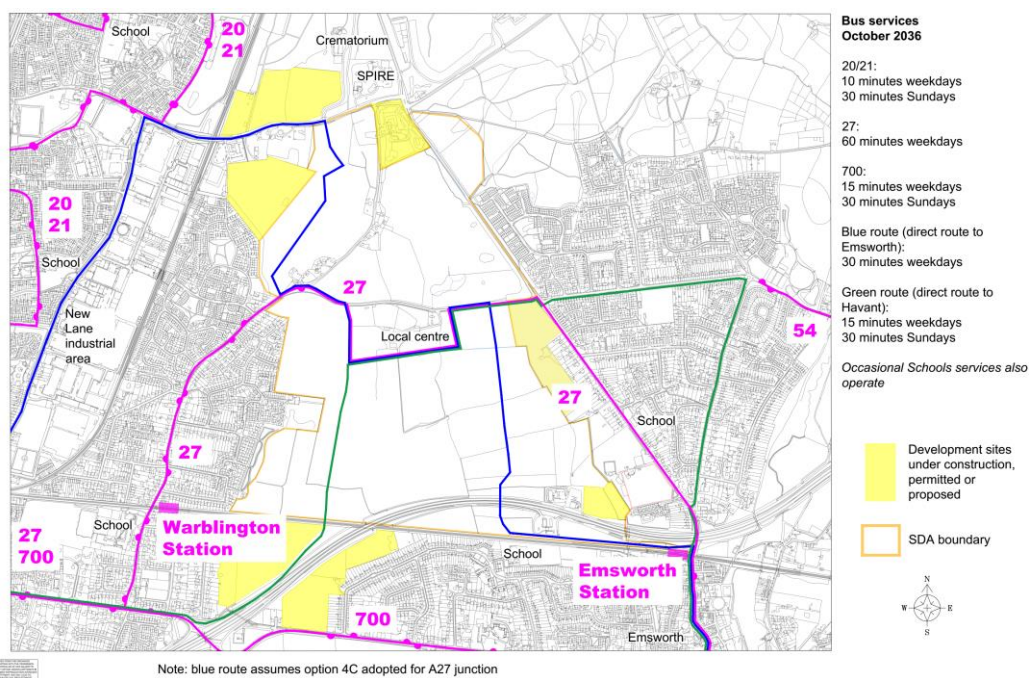 School
20
21
Crematorium
SPIRE
20
21
School
New
Lane
industrial
area
27
Local centre
54
27
School
27
School
Warblington
Station
27
700
School
Emsworth
Station
700
Emsworth
Bus services
October 2036
20/21:
10 minutes weekdays
30 minutes Sundays
27:
60 minutes weekdays
700:
15 minutes weekdays
30 minutes Sundays
Blue route (direct route to
Emsworth):
30 minutes weekdays
Green route (direct route to
Havant):
15 minutes weekdays
30 minutes Sundays
Occasional Schools services also
operate
Development sites
under construction,
permitted or
proposed
SDA boundary
N
W
E
S
Note: blue route assumes option 4C adopted for A27 junction